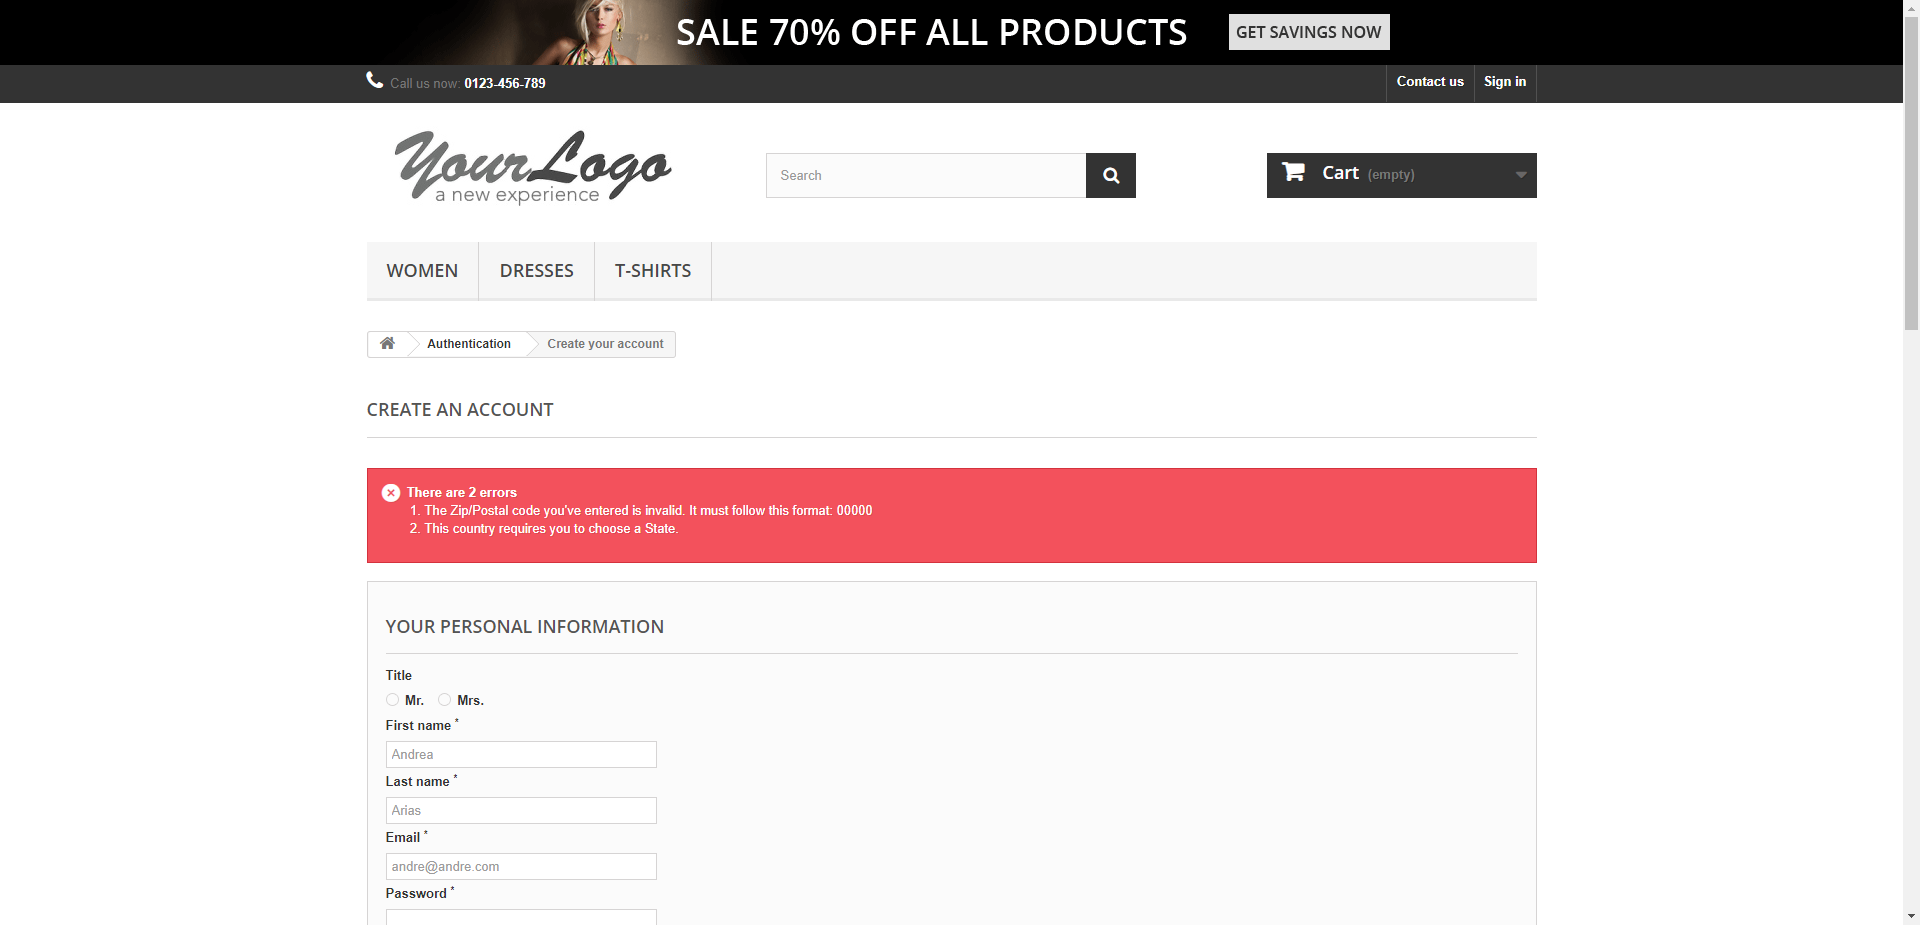 SALE 70% OFF ALL PRODUCTS GET SAVINGS NOW
Call us now: 0123-456-789 Contact us Sign in
YourLogo
a new experience
Search
Cart (empty)
WOMEN DRESSES T-SHIRTS
Authentication Create your account
CREATE AN ACCOUNT
There are 2 errors
1. The Zip/Postal code you've entered is invalid. It must follow this format: 00000
2. This country requires you to choose a State.
YOUR PERSONAL INFORMATION
Title
Mr. Mrs.
First name *
Andrea
Last name *
Arias
Email *
andre@andre.com
Password *